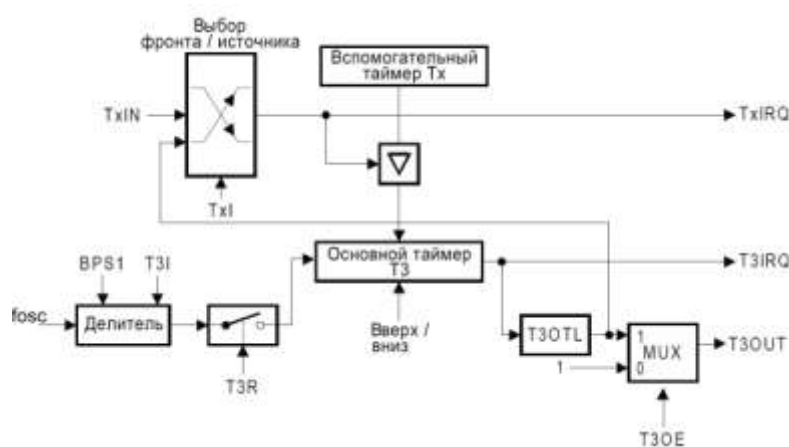 Выбор
фронта / источника
Вспомогательный
таймер Tx
TxIN
TxIRQ
TxI
BPS1
T3I
Основной таймер
T3
T3IRQ
fosc
Делитель
Вверх /
вниз
T3OTL
1
MUX
0
T3OUT
1
T3R
T3OE